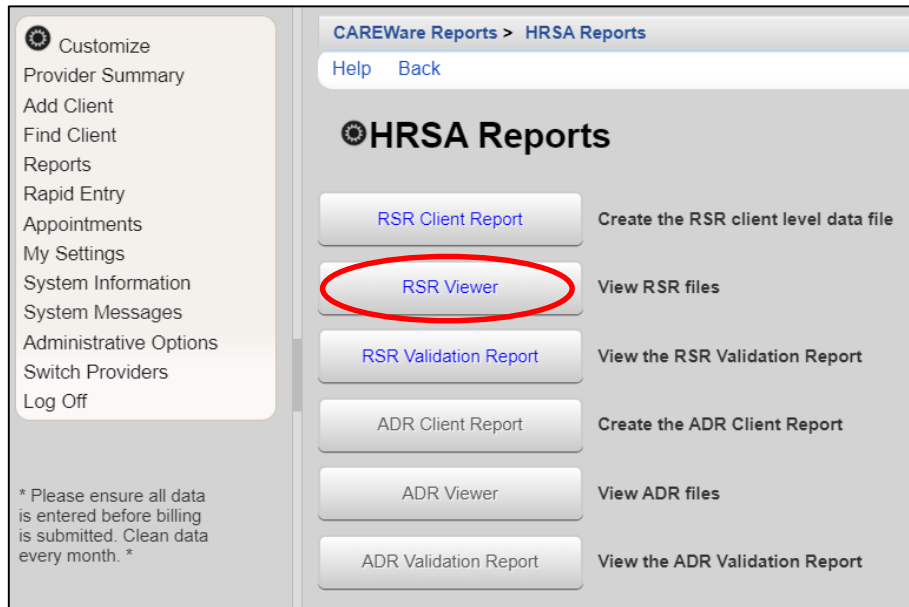 Customize
Provider Summary
Add Client
Find Client
Reports
Rapid Entry
Appointments
My Settings
System Information
System Messages
Administrative Options
Switch Providers
Log Off
* Please ensure all data
is entered before billing
is submitted. Clean data
every month. *
CAREWare Reports > HRSA Reports
Help Back
HRSA Reports
RSR Client Report Create the RSR client level data file
RSR Viewer View RSR files
RSR Validation Report View the RSR Validation Report
ADR Client Report Create the ADR Client Report
ADR Viewer View ADR files
ADR Validation Report View the ADR Validation Report